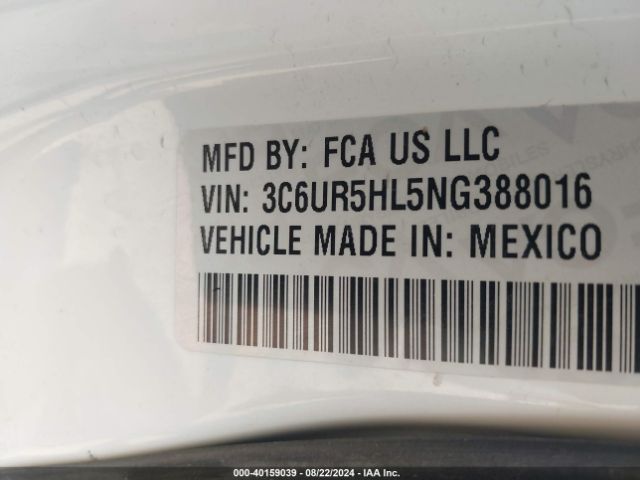 MFD BY: FCA US LLC
VIN: 3C6UR5HL5NG388016
VEHICLE MADE IN: MEXICO
000-40159039 - 08/22/2024 - IAA Inc.